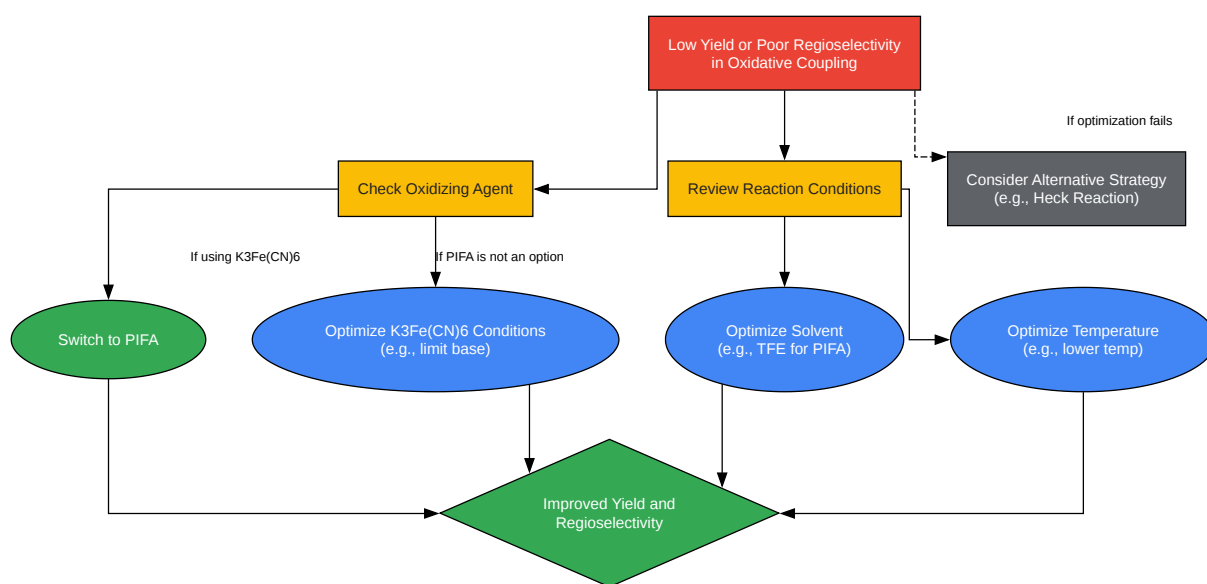 Low Yield or Poor Regioselectivity
in Oxidative Coupling
If optimization fails
Check Oxidizing Agent
Review Reaction Conditions
Consider Alternative Strategy
(e.g., Heck Reaction)
If using K3Fe(CN)6
If PIFA is not an option
Switch to PIFA
Optimize K3Fe(CN)6 Conditions
(e.g., limit base)
Optimize Solvent
(e.g., TFE for PIFA)
Optimize Temperature
(e.g., lower temp)
Improved Yield and
Regioselectivity